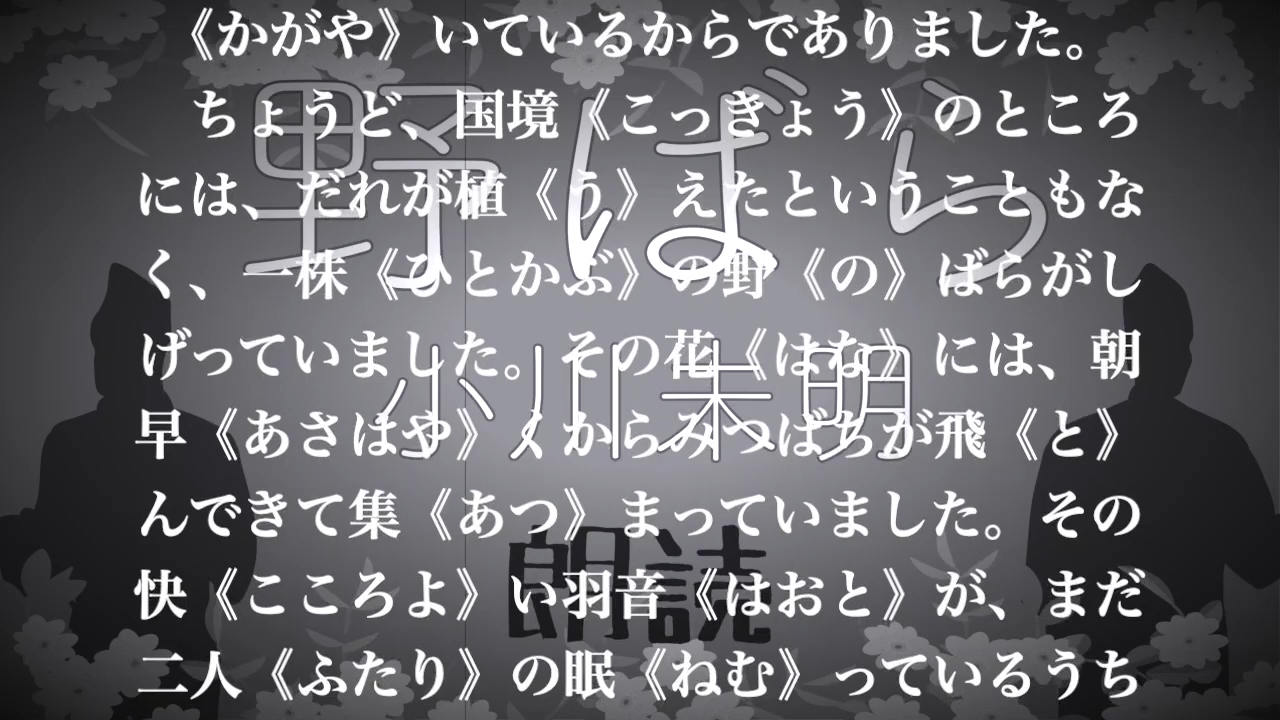 《かがや》いているからでありました。
　ちょうど、国境《こっぎょう》のところ
には、だれが植《う》えたということもな
く、一株《ひとかぶ》の野《の》ばらがし
げっていました。その花《はな》には、朝
早《あさはや》くからみつばちが飛《と》
んできて集《あつ》まっていました。その
快《こころよ》い羽音《はおと》が、まだ
二人《ふたり》の眠《ねむ》っているうち
野ばら
小川未明
朗読